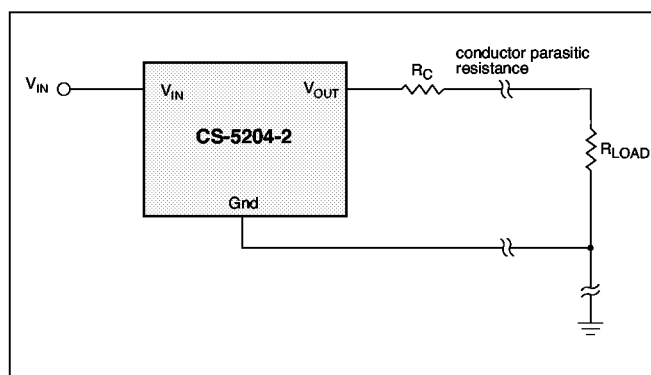 conductor parasitic
resistance
R_C
V_IN
V_IN
V_OUT
CS-5204-2
R_LOAD
Gnd